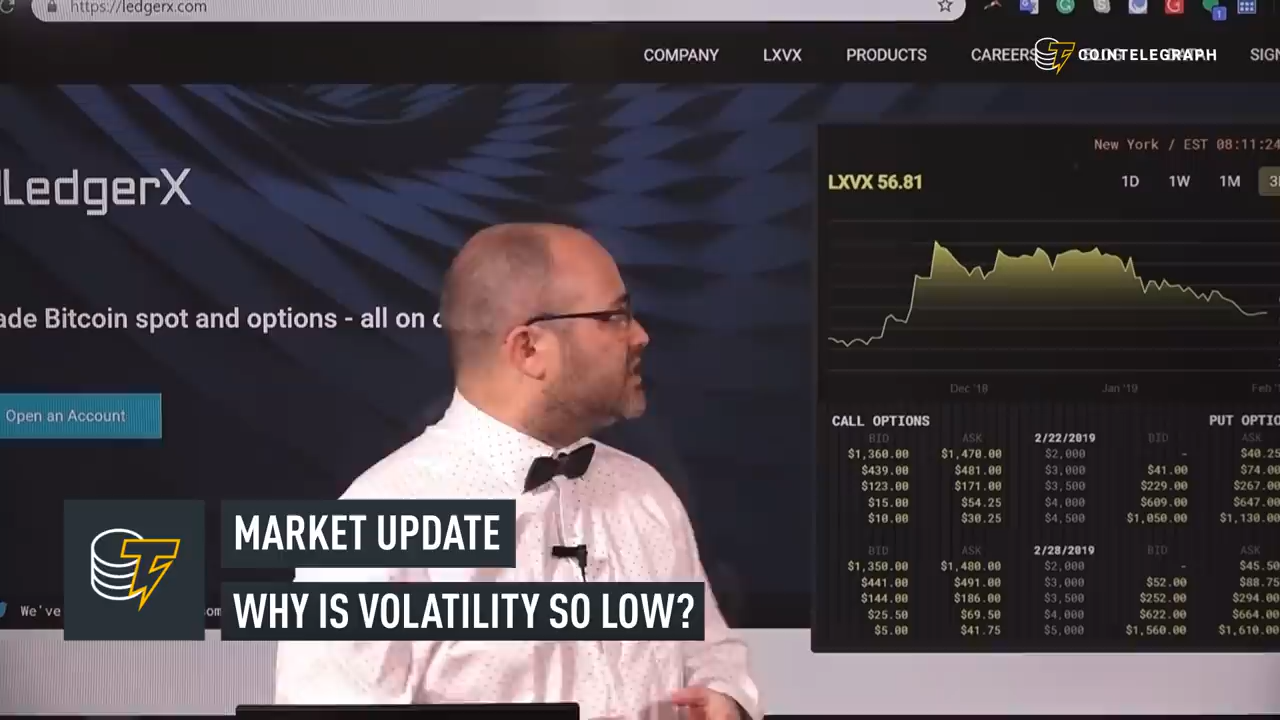 https://ledgerx.com
COMPANY LXVX PRODUCTS CAREERS
COINTELEGRAPH
LedgerX
ade Bitcoin spot and options - all on
Open an Account
We've
New York / EST 08:11:24
LXVX 56.81
1D 1W 1M
Dec '18 Jan '19 Feb
CALL OPTIONS PUT OPTIO
BID ASK 2/22/2019 BID ASK
$1,360.00 $1,470.00 $2,000 - $40.25
$439.00 $481.00 $3,000 $41.00 $74.00
$123.00 $171.00 $3,500 $229.00 $267.00
$15.00 $54.25 $4,000 $609.00 $647.00
$10.00 $30.25 $4,500 $1,050.00 $1,130.00
BID ASK 2/28/2019 BID ASK
$1,350.00 $1,480.00 $2,000 - $45.50
$441.00 $491.00 $3,000 $52.00 $88.75
$144.00 $186.00 $3,500 $252.00 $294.00
$25.50 $69.50 $4,000 $622.00 $664.00
$5.00 $41.75 $5,000 $1,560.00 $1,610.00
MARKET UPDATE
WHY IS VOLATILITY SO LOW?